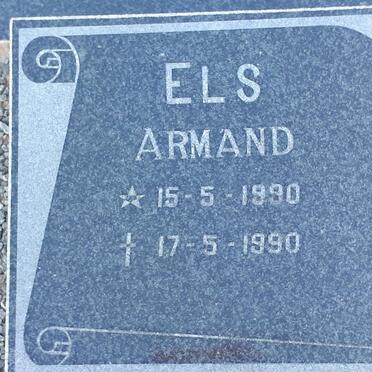 ELS
ARMAND
☆ 15-5-1990
† 17-5-1990